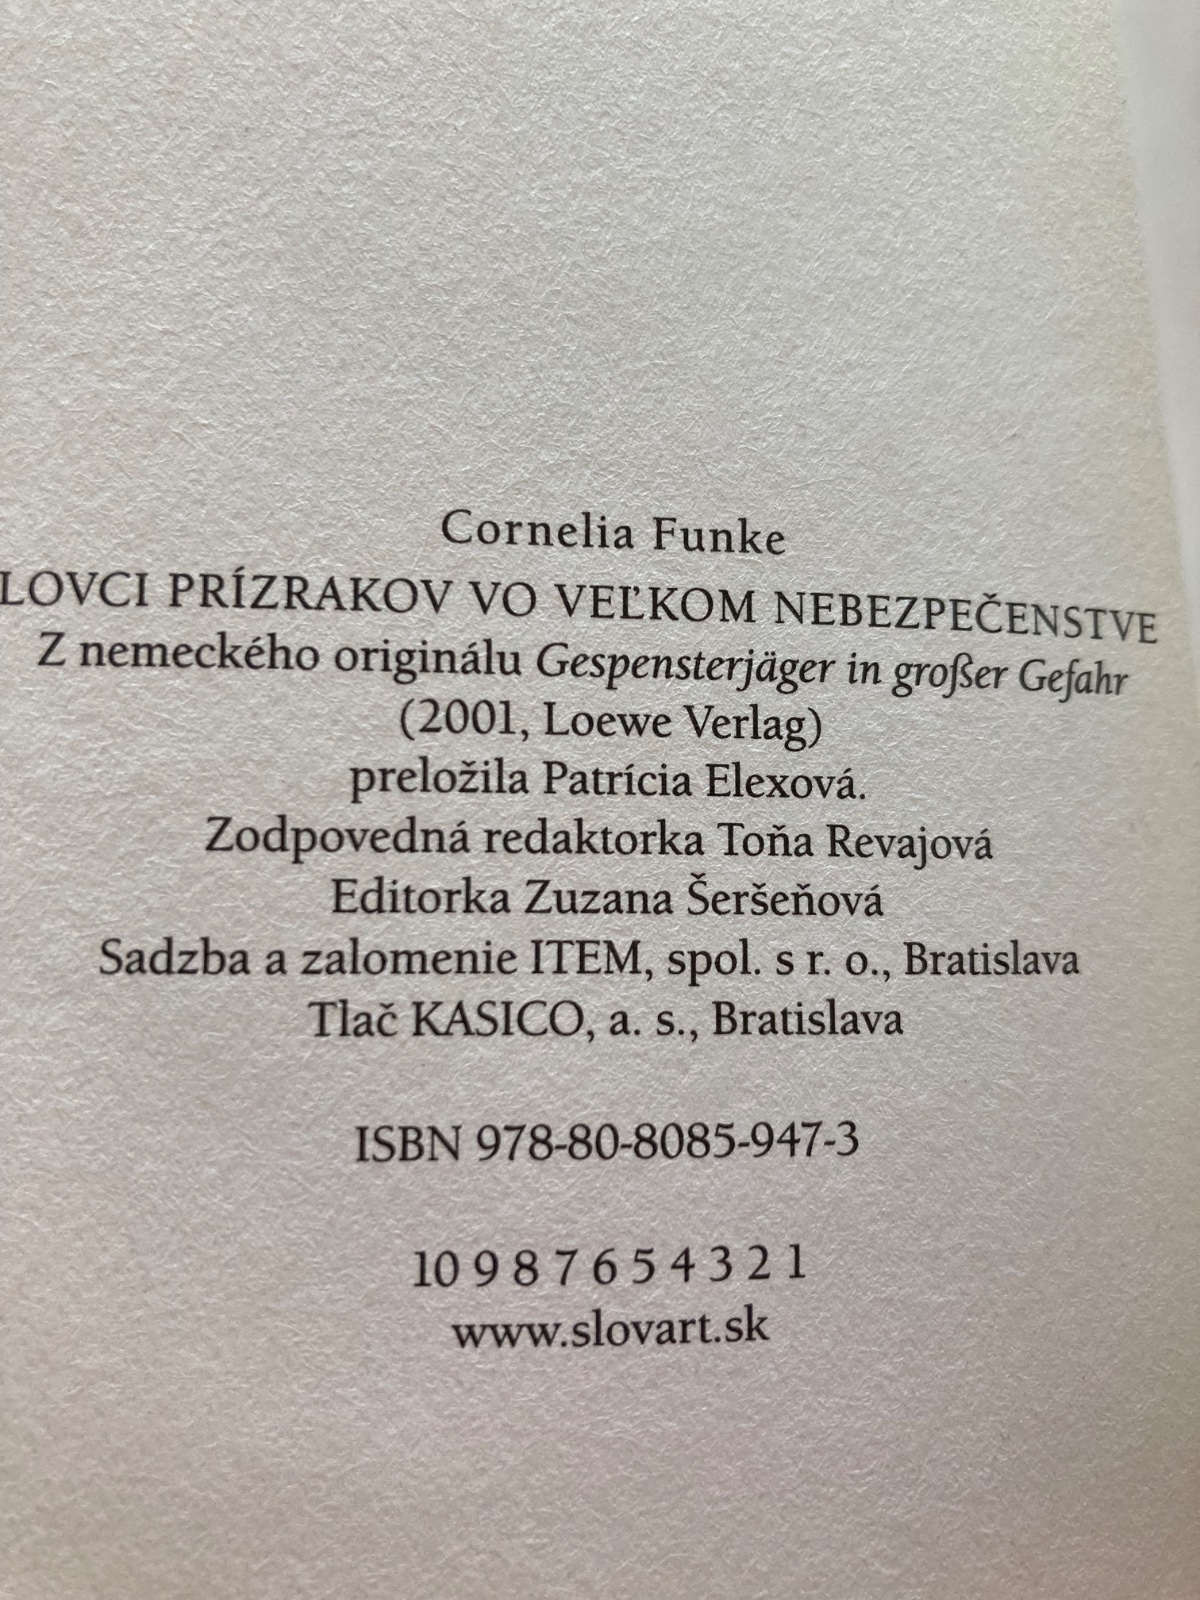 Cornelia Funke
LOVCI PRÍZRAKOV VO VEĽKOM NEBEZPEČENSTVE
Z nemeckého originálu Gespensterjäger in großer Gefahr
(2001, Loewe Verlag)
preložila Patrícia Elexová.
Zodpovedná redaktorka Toňa Revajová
Editorka Zuzana Šeršeňová
Sadzba a zalomenie ITEM, spol. s r. o., Bratislava
Tlač KASICO, a. s., Bratislava
ISBN 978-80-8085-947-3
10 9 8 7 6 5 4 3 2 1
www.slovart.sk